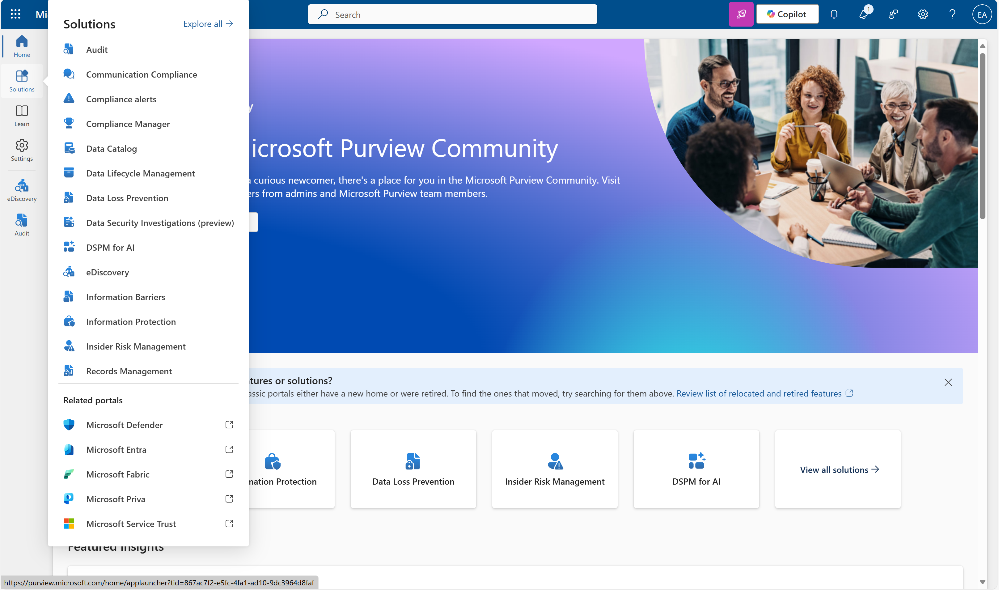 Search
Copilot
1
EA
Home
Solutions
Learn
Settings
eDiscovery
Audit
Solutions
Explore all
Audit
Communication Compliance
Compliance alerts
Compliance Manager
Data Catalog
Data Lifecycle Management
Data Loss Prevention
Data Security Investigations (preview)
DSPM for AI
eDiscovery
Information Barriers
Information Protection
Insider Risk Management
Records Management
Related portals
Microsoft Defender
Microsoft Entra
Microsoft Fabric
Microsoft Priva
Microsoft Service Trust
icrosoft Purview Community
curious newcomer, there's a place for you in the Microsoft Purview Community. Visit
ers from admins and Microsoft Purview team members.
tures or solutions?
assic portals either have a new home or were retired. To find the ones that moved, try searching for them above. Review list of relocated and retired features
mation Protection
Data Loss Prevention
Insider Risk Management
DSPM for AI
View all solutions
Featured insights
https://purview.microsoft.com/home/applauncher?tid=867ac7f2-e5fc-4fa1-ad10-9dc3964d8faf